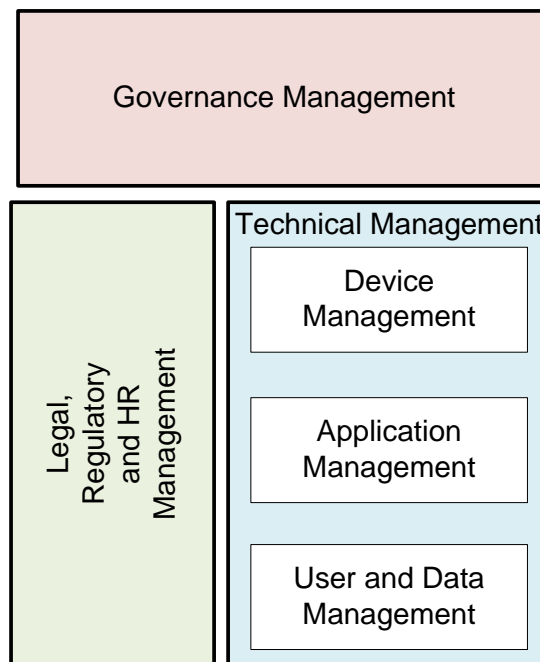 Governance Management
Legal,
Regulatory
and HR
Management
Technical Management
Device
Management
Application
Management
User and Data
Management